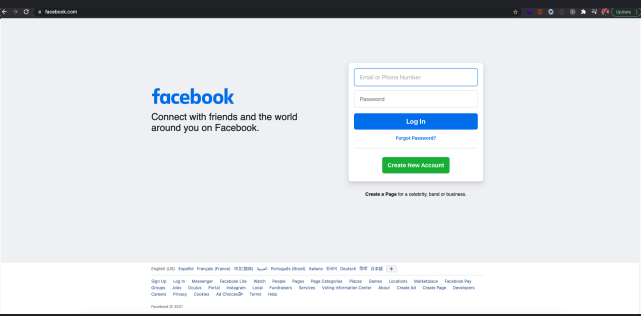 facebook.com
Update
facebook
Connect with friends and the world
around you on Facebook.
Email or Phone Number
Password
Log In
Forgot Password?
Create New Account
Create a Page for a celebrity, band or business.
English (US) Español Français (France) 中文(简体) العربية Português (Brasil) Italiano 한국어 Deutsch हिन्दी 日本語 +
Sign Up Log In Messenger Facebook Lite Watch People Pages Page Categories Places Games Locations Marketplace Facebook Pay
Groups Jobs Oculus Portal Instagram Local Fundraisers Services Voting Information Center About Create Ad Create Page Developers
Careers Privacy Cookies Ad Choices Terms Help
Facebook © 2021